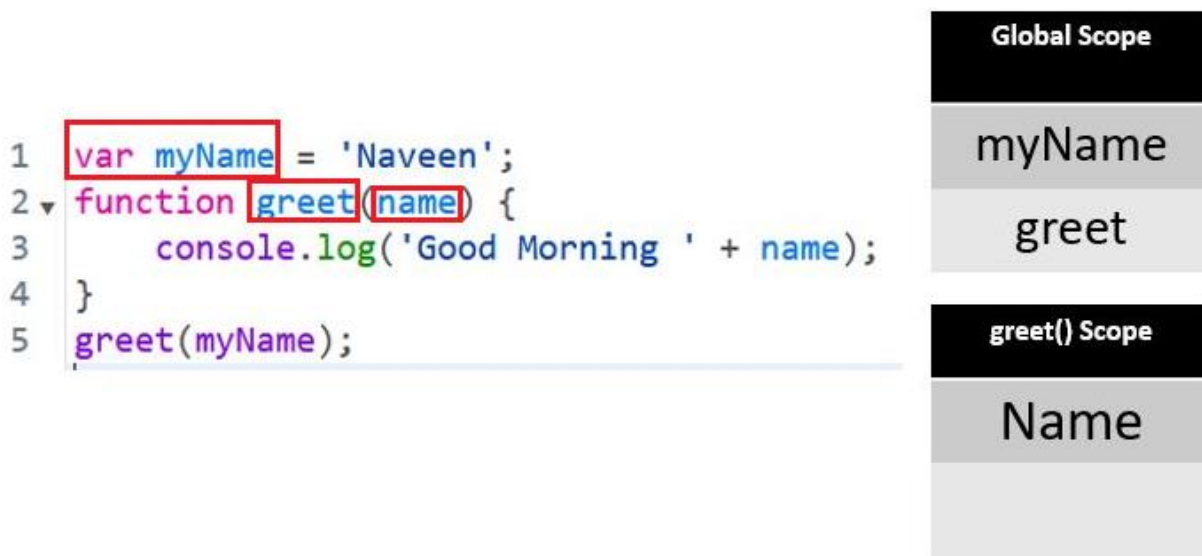 1 var myName = 'Naveen';
2 function greet(name) {
3 console.log('Good Morning ' + name);
4 }
5 greet(myName);
Global Scope
myName
greet
greet() Scope
Name